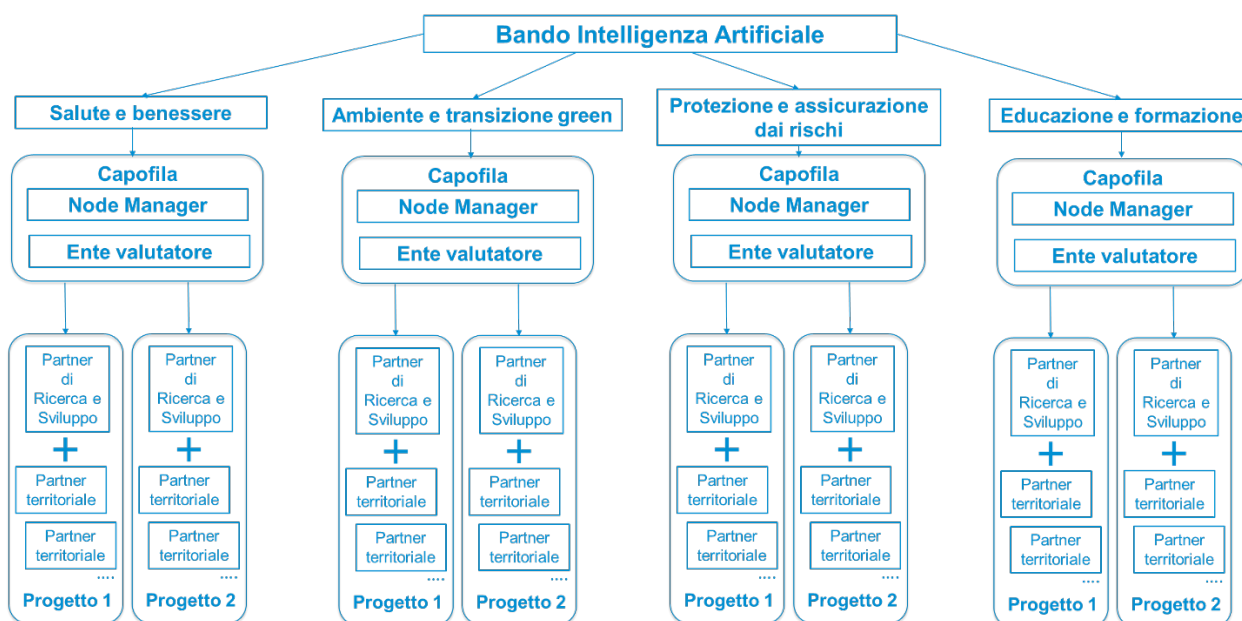 Bando Intelligenza Artificiale
Salute e benessere
Capofila
Node Manager
Ente valutatore
Partner
di
Ricerca e
Sviluppo
+
Partner
territoriale
Partner
territoriale
....
Progetto 1
Partner
di
Ricerca e
Sviluppo
+
Partner
territoriale
Partner
territoriale
....
Progetto 2
Ambiente e transizione green
Capofila
Node Manager
Ente valutatore
Partner
di
Ricerca e
Sviluppo
+
Partner
territoriale
Partner
territoriale
....
Progetto 1
Partner
di
Ricerca e
Sviluppo
+
Partner
territoriale
Partner
territoriale
....
Progetto 2
Protezione e assicurazione
dai rischi
Capofila
Node Manager
Ente valutatore
Partner
di
Ricerca e
Sviluppo
+
Partner
territoriale
Partner
territoriale
....
Progetto 1
Partner
di
Ricerca e
Sviluppo
+
Partner
territoriale
Partner
territoriale
....
Progetto 2
Educazione e formazione
Capofila
Node Manager
Ente valutatore
Partner
di
Ricerca e
Sviluppo
+
Partner
territoriale
Partner
territoriale
....
Progetto 1
Partner
di
Ricerca e
Sviluppo
+
Partner
territoriale
Partner
territoriale
....
Progetto 2